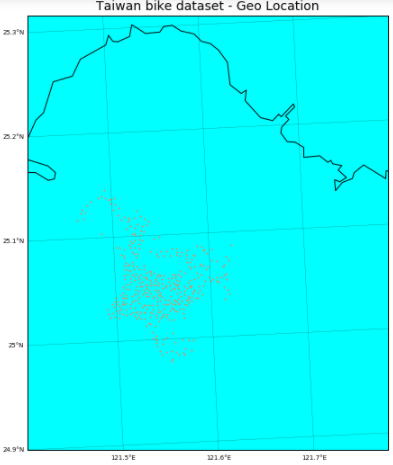 Taiwan bike dataset - Geo Location
25.3°N
25.2°N
25.1°N
25°N
24.9°N
121.5°E 121.6°E 121.7°E